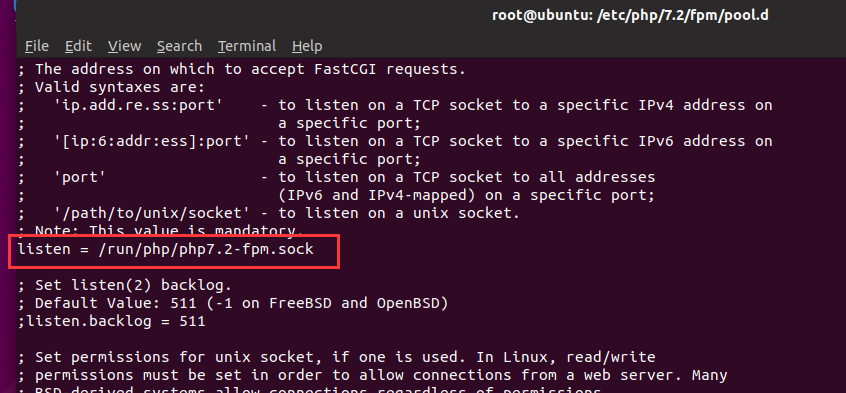 root@ubuntu: /etc/php/7.2/fpm/pool.d
File Edit View Search Terminal Help
; The address on which to accept FastCGI requests.
; Valid syntaxes are:
;   'ip.add.re.ss:port'    - to listen on a TCP socket to a specific IPv4 address on
;                            a specific port;
;   '[ip:6:addr:ess]:port' - to listen on a TCP socket to a specific IPv6 address on
;                            a specific port;
;   'port'                 - to listen on a TCP socket to all addresses
;                            (IPv6 and IPv4-mapped) on a specific port;
;   '/path/to/unix/socket' - to listen on a unix socket.
; Note: This value is mandatory.
listen = /run/php/php7.2-fpm.sock
; Set listen(2) backlog.
; Default Value: 511 (-1 on FreeBSD and OpenBSD)
;listen.backlog = 511
; Set permissions for unix socket, if one is used. In Linux, read/write
; permissions must be set in order to allow connections from a web server. Many
; BSD-derived systems allow connections regardless of permissions.